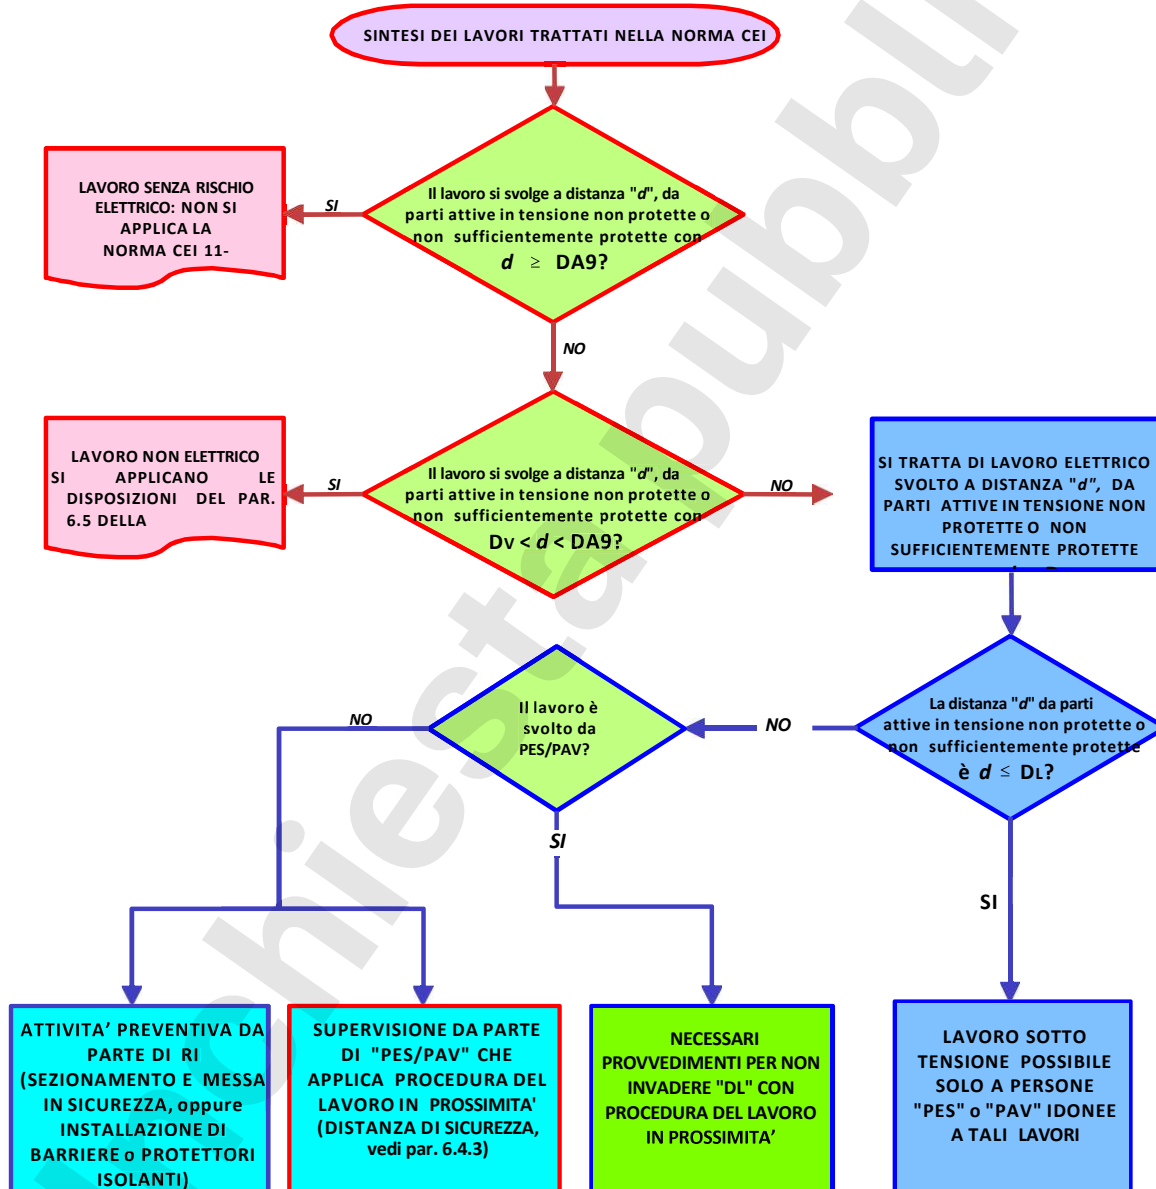 SINTESI DEI LAVORI TRATTATI NELLA NORMA CEI
LAVORO SENZA RISCHIO
ELETTRICO: NON SI
APPLICA LA
NORMA CEI 11-
SI
Il lavoro si svolge a distanza "d", da
parti attive in tensione non protette o
non sufficientemente protette con
d ≥ DA9?
NO
LAVORO NON ELETTRICO
SI APPLICANO LE
DISPOSIZIONI DEL PAR.
6.5 DELLA
SI
Il lavoro si svolge a distanza "d", da
parti attive in tensione non protette o
non sufficientemente protette con
DV < d < DA9?
NO
SI TRATTA DI LAVORO ELETTRICO
SVOLTO A DISTANZA "d", DA
PARTI ATTIVE IN TENSIONE NON
PROTETTE O NON
SUFFICIENTEMENTE PROTETTE
NO
Il lavoro è
svolto da
PES/PAV?
NO
La distanza "d" da parti
attive in tensione non protette o
non sufficientemente protette
è d ≤ DL?
SI
SI
ATTIVITA’ PREVENTIVA DA
PARTE DI RI
(SEZIONAMENTO E MESSA
IN SICUREZZA, oppure
INSTALLAZIONE DI
BARRIERE o PROTETTORI
ISOLANTI)
SUPERVISIONE DA PARTE
DI "PES/PAV" CHE
APPLICA PROCEDURA DEL
LAVORO IN PROSSIMITA'
(DISTANZA DI SICUREZZA,
vedi par. 6.4.3)
NECESSARI
PROVVEDIMENTI PER NON
INVADERE "DL" CON
PROCEDURA DEL LAVORO
IN PROSSIMITA’
LAVORO SOTTO
TENSIONE POSSIBILE
SOLO A PERSONE
"PES" o "PAV" IDONEE
A TALI LAVORI